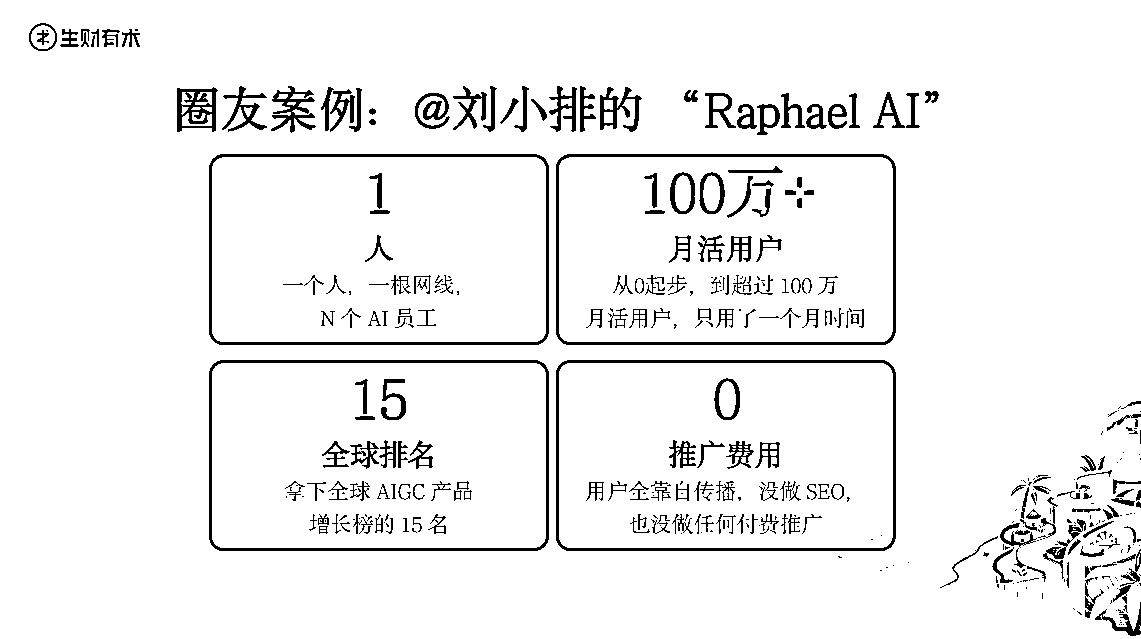 生财有术
圈友案例：@刘小排的 “Raphael AI”
1
人
一个人，一根网线，
N 个 AI 员工
100万+
月活用户
从0起步，到超过 100 万
月活用户，只用了一个月时间
15
全球排名
拿下全球 AIGC 产品
增长榜的 15 名
0
推广费用
用户全靠自传播，没做 SEO，
也没做任何付费推广